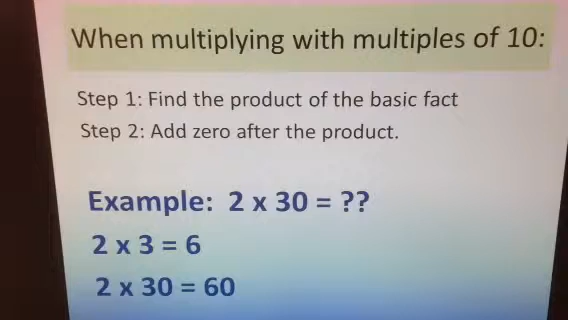 When multiplying with multiples of 10:
Step 1: Find the product of the basic fact
Step 2: Add zero after the product.
Example: 2 x 30 = ??
2 x 3 = 6
2 x 30 = 60